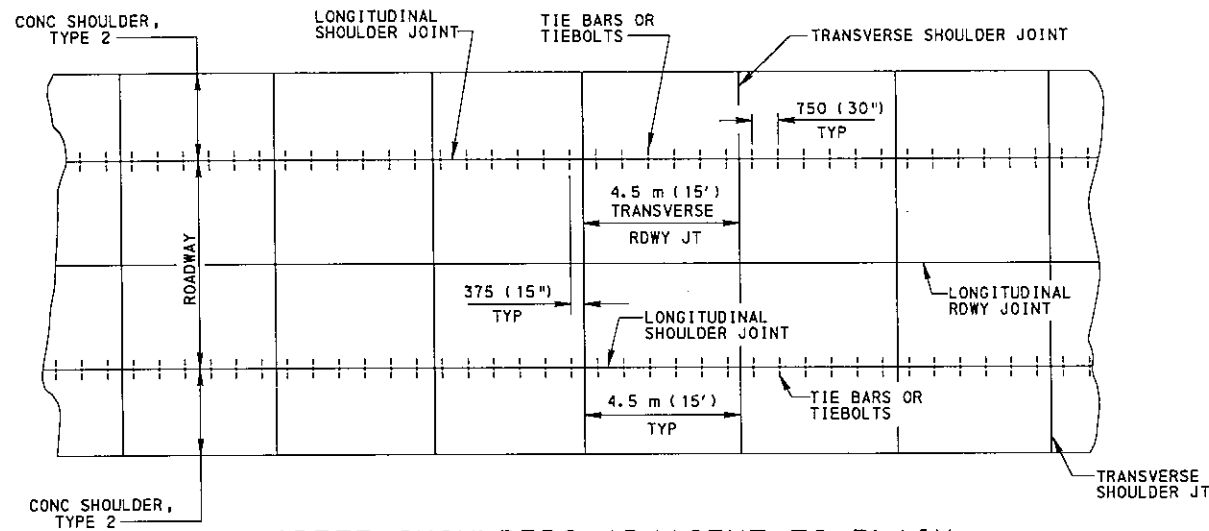 CONC SHOULDER,
TYPE 2
LONGITUDINAL
SHOULDER JOINT
TIE BARS OR
TIEBOLTS
TRANSVERSE SHOULDER JOINT
750 (30")
TYP
4.5 m (15')
TRANSVERSE
RDWY JT
ROADWAY
375 (15")
TYP
LONGITUDINAL
SHOULDER JOINT
LONGITUDINAL
RDWY JOINT
4.5 m (15')
TYP
TIE BARS OR
TIEBOLTS
TRANSVERSE
SHOULDER JT
CONC SHOULDER,
TYPE 2